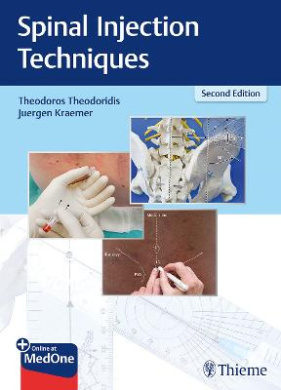 Spinal Injection
Techniques
Second Edition
Theodoros Theodoridis
Juergen Kraemer
+ Online at
MedOne
Thieme